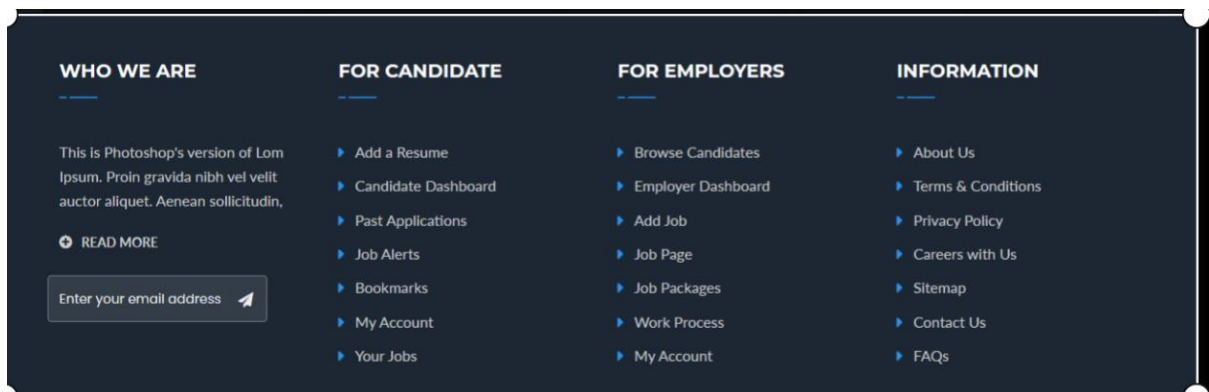 WHO WE ARE
This is Photoshop's version of Lom
Ipsum. Proin gravida nibh vel velit
auctor aliquet. Aenean sollicitudin,
READ MORE
Enter your email address
FOR CANDIDATE
Add a Resume
Candidate Dashboard
Past Applications
Job Alerts
Bookmarks
My Account
Your Jobs
FOR EMPLOYERS
Browse Candidates
Employer Dashboard
Add Job
Job Page
Job Packages
Work Process
My Account
INFORMATION
About Us
Terms & Conditions
Privacy Policy
Careers with Us
Sitemap
Contact Us
FAQs